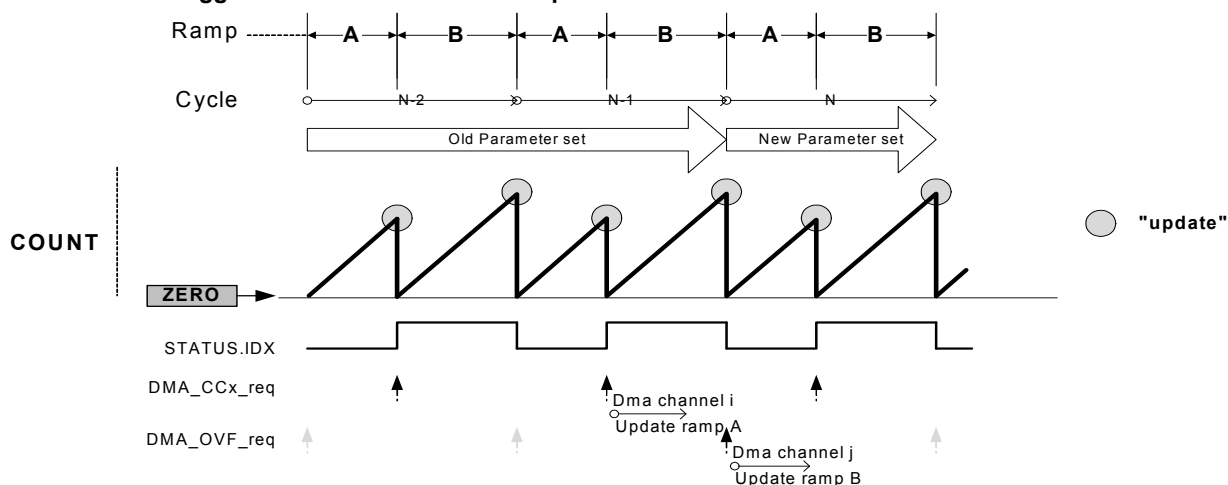 Ramp A B A B A B
Cycle N-2 N-1 N
Old Parameter set New Parameter set
COUNT
"update"
ZERO
STATUS.IDX
DMA_CCx_req
Dma channel i
Update ramp A
DMA_OVF_req
Dma channel j
Update ramp B